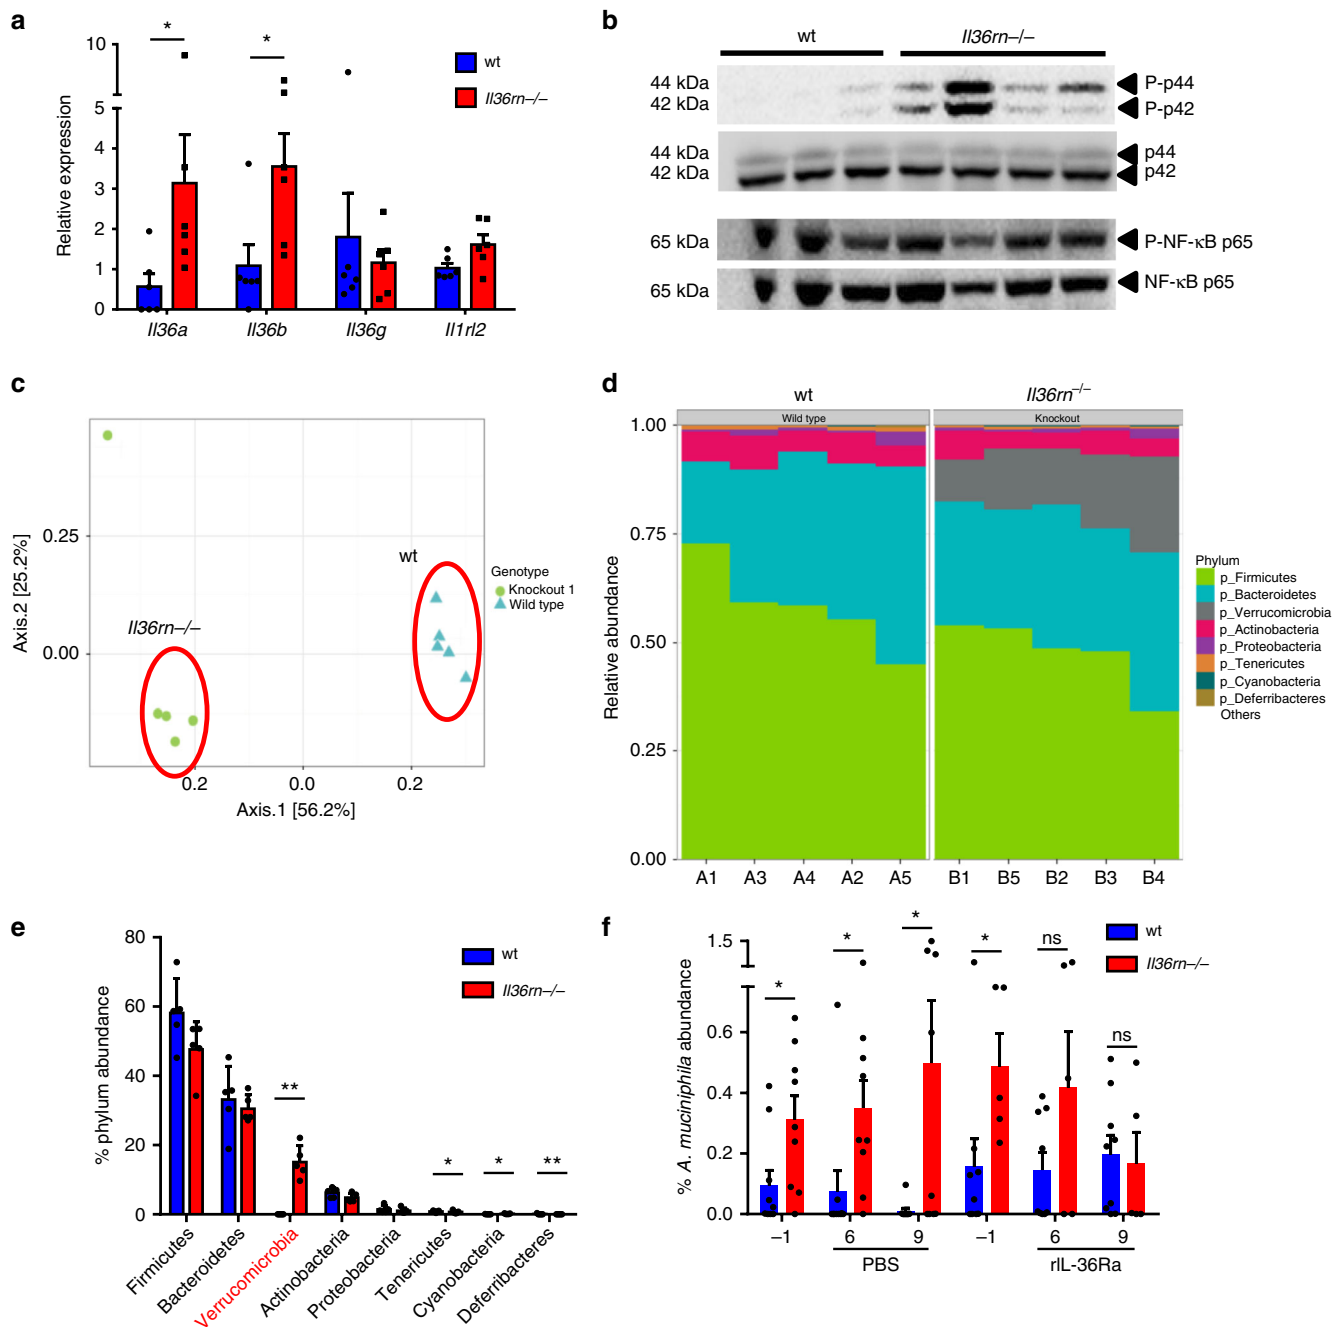 a
*
*
10
5
4
3
2
1
0
Relative expression
wt
Il36rn–/–
Il36a
Il36b
Il36g
Il1rl2
b
wt
Il36rn–/–
44 kDa
42 kDa
P-p44
P-p42
44 kDa
42 kDa
p44
p42
65 kDa
P-NF-κB p65
65 kDa
NF-κB p65
c
0.25
0.00
Axis.2 [25.2%]
wt
Il36rn–/–
Genotype
Knockout 1
Wild type
0.2
0.0
0.2
Axis.1 [56.2%]
d
wt
Il36rn–/–
Wild type
Knockout
1.00
0.75
0.50
0.25
0.00
Relative abundance
A1
A3
A4
A2
A5
B1
B5
B2
B3
B4
Phylum
p_Firmicutes
p_Bacteroidetes
p_Verrucomicrobia
p_Actinobacteria
p_Proteobacteria
p_Tenericutes
p_Cyanobacteria
p_Deferribacteres
Others
e
80
60
40
20
0
% phylum abundance
wt
Il36rn–/–
**
*
*
**
Firmicutes
Bacteroidetes
Verrucomicrobia
Actinobacteria
Proteobacteria
Tenericutes
Cyanobacteria
Deferribacteres
f
1.5
0.6
0.4
0.2
0.0
% A. muciniphila abundance
*
*
*
*
ns
ns
wt
Il36rn–/–
–1
6
9
–1
6
9
PBS
rIL-36Ra